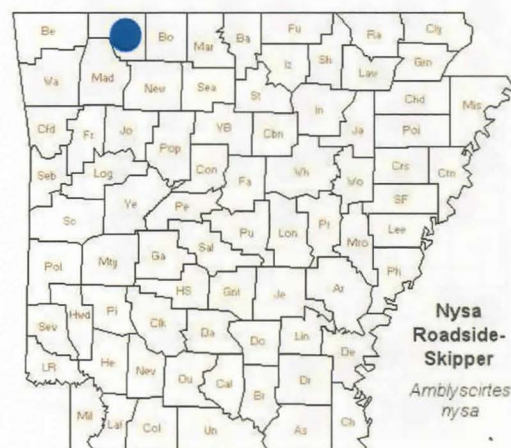 Be Bo Mar Ba Fu Ra Cly
Iz Sh Law Grn
Wa Mad New Sea St Chd Mis
Cfd Fr Jo VB Cbn In Ja Poi
Pop
Seb Log Con Fa Wh Wo Crs Ctn
Sc Ye Pe SF
Pu Lon Pr Mro Lee
Pol Mty Ga Sal Ph
HS Gnt Je Ar
Sev Hwd Pi Clk Da Do Lin De
LR He Nev Ou Cal Br Dr
Mil Laf Col Un As Ch
Nysa
Roadside-
Skipper
Amblyscirtes
nysa